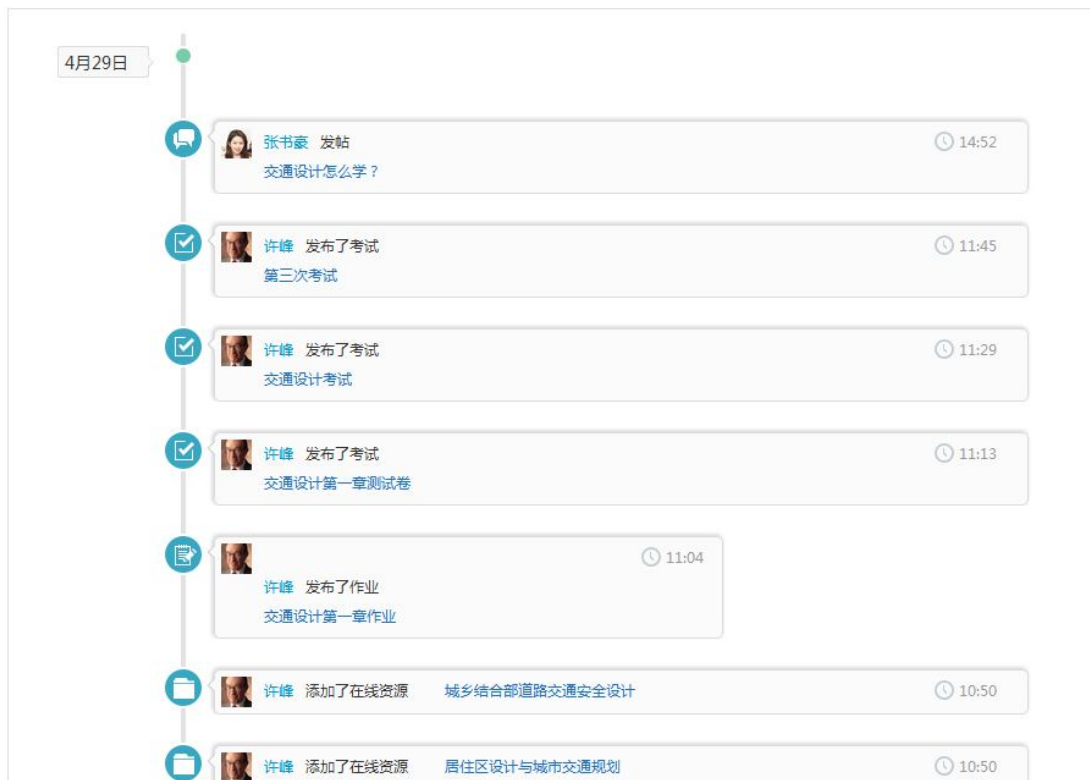 4月29日
张书豪 发帖 14:52
交通设计怎么学？
许峰 发布了考试 11:45
第三次考试
许峰 发布了考试 11:29
交通设计考试
许峰 发布了考试 11:13
交通设计第一章测试卷
11:04
许峰 发布了作业
交通设计第一章作业
许峰 添加了在线资源 城乡结合部道路交通安全设计 10:50
许峰 添加了在线资源 居住区设计与城市交通规划 10:50